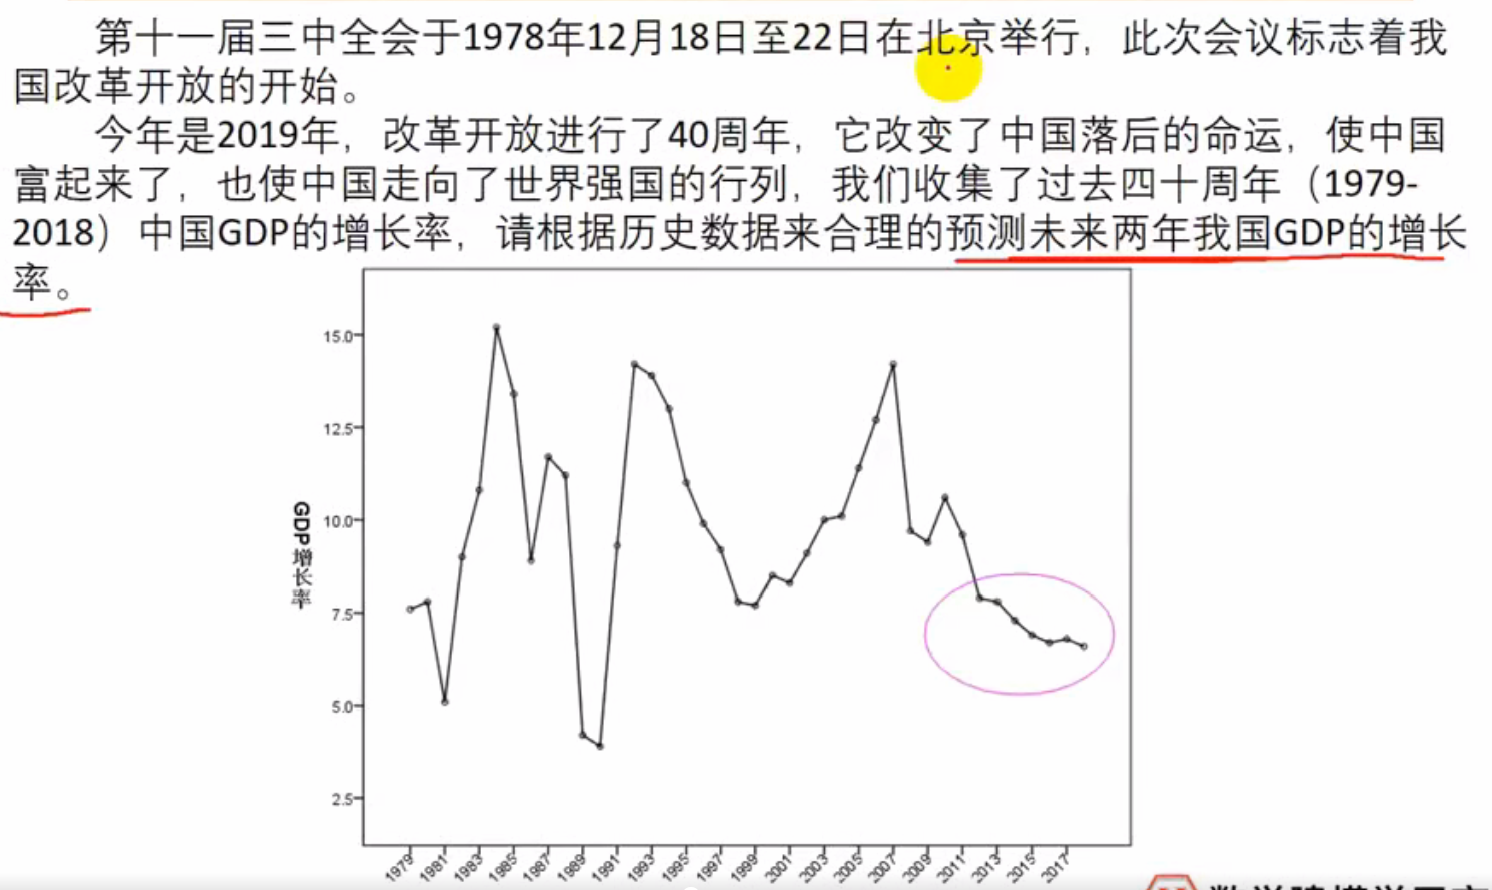 第十一届三中全会于1978年12月18日至22日在北京举行，此次会议标志着我
国改革开放的开始。
今年是2019年，改革开放进行了40周年，它改变了中国落后的命运，使中国
富起来了，也使中国走向了世界强国的行列，我们收集了过去四十周年（1979-
2018）中国GDP的增长率，请根据历史数据来合理的预测未来两年我国GDP的增长
率。
15.0
12.5
10.0
7.5
5.0
2.5
GDP增长率
1979 1981 1983 1985 1987 1989 1991 1993 1995 1997 1999 2001 2003 2005 2007 2009 2011 2013 2015 2017